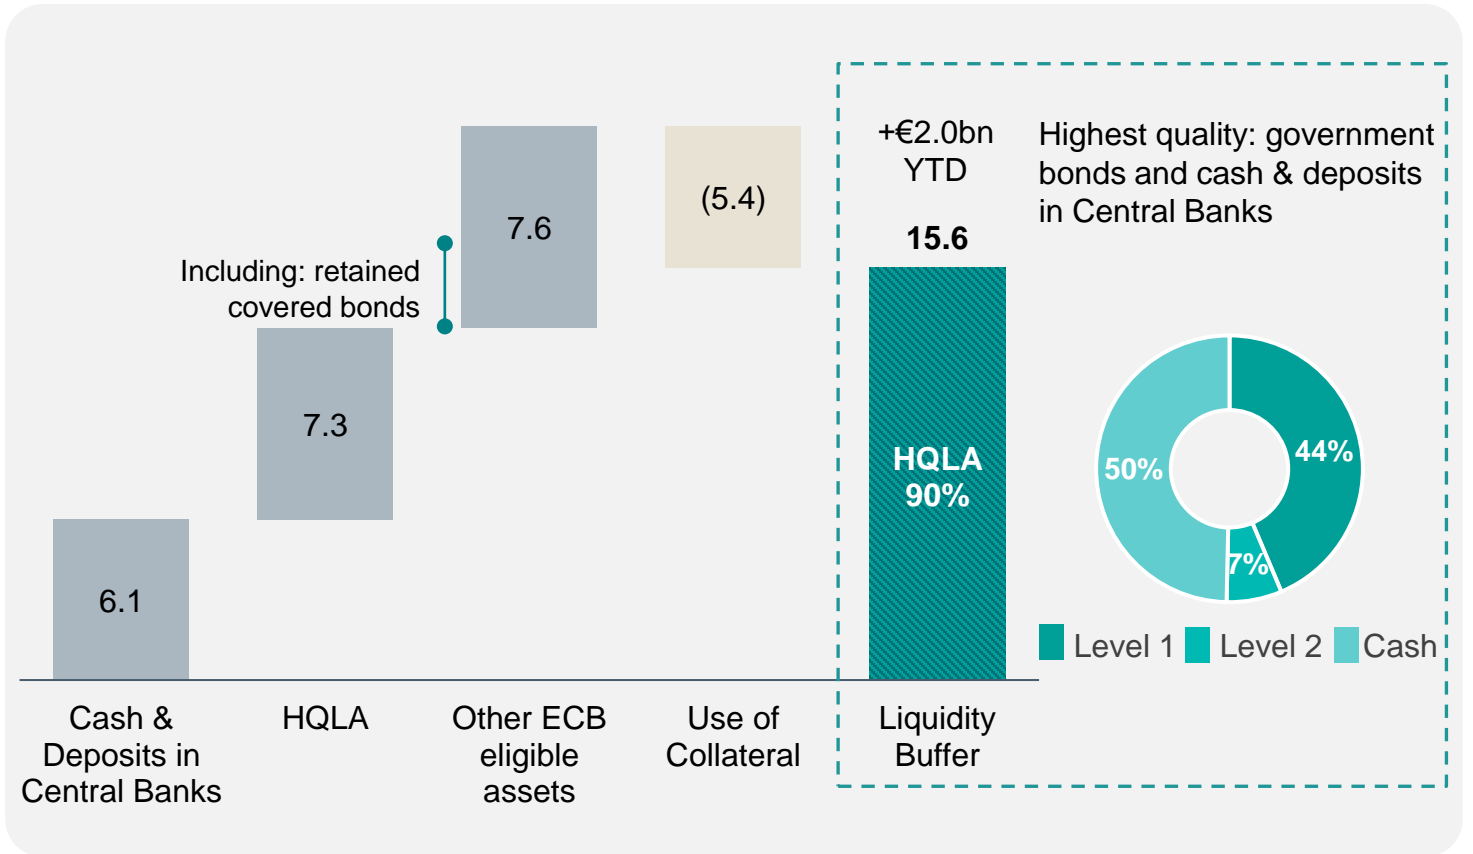 +€2.0bn
YTD
15.6
Highest quality: government
bonds and cash & deposits
in Central Banks
7.6
(5.4)
Including: retained
covered bonds
7.3
6.1
HQLA
90%
44%
50%
7%
Level 1
Level 2
Cash
Cash &
Deposits in
Central Banks
HQLA
Other ECB
eligible
assets
Use of
Collateral
Liquidity
Buffer